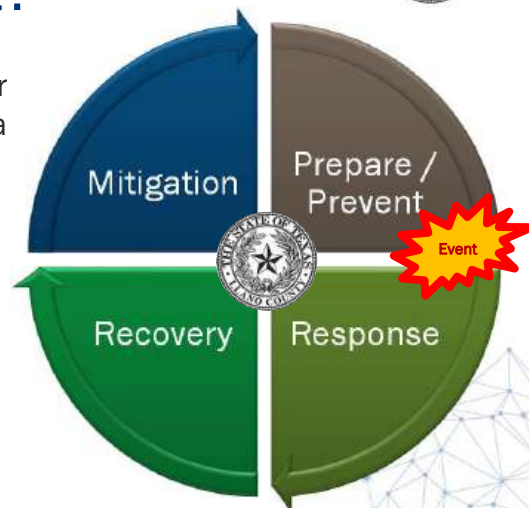 r
a
Mitigation
Prepare /
Prevent
Event
THE STATE OF TEXAS
LLANO COUNTY
Recovery
Response